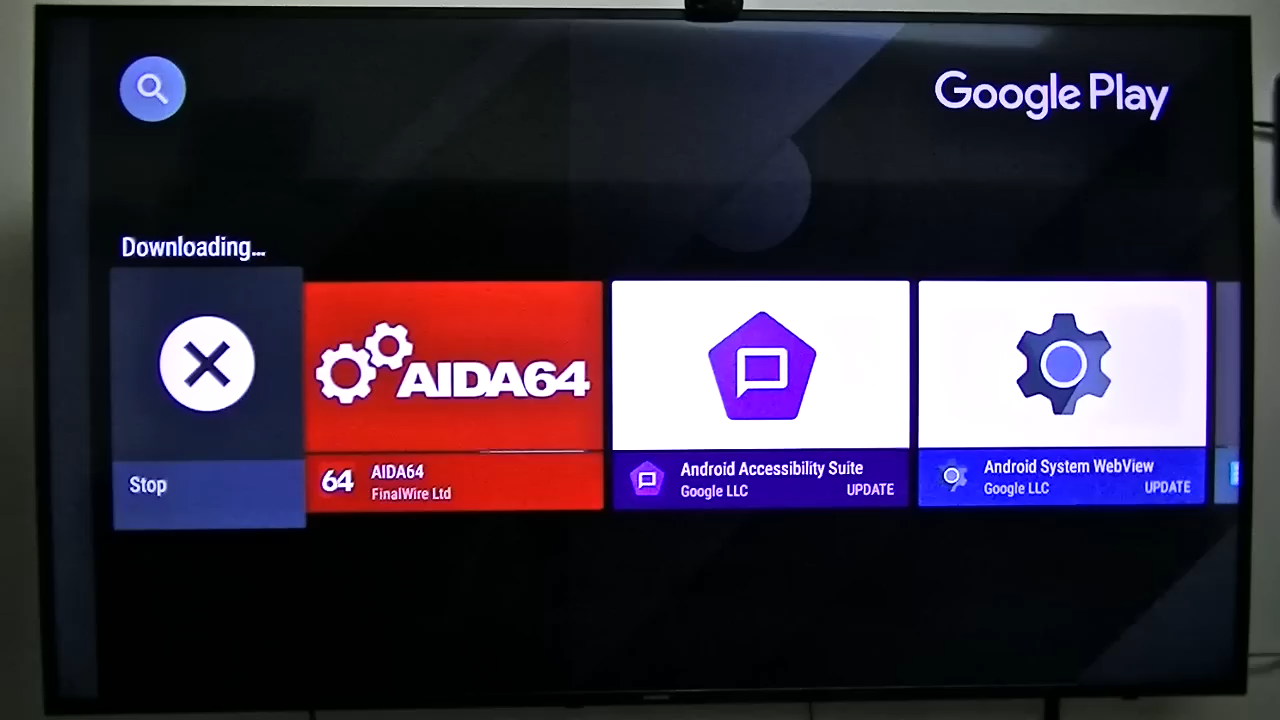 Google Play
Downloading...
Stop
AIDA64
64
AIDA64
FinalWire Ltd
Android Accessibility Suite
Google LLC
UPDATE
Android System WebView
Google LLC
UPDATE